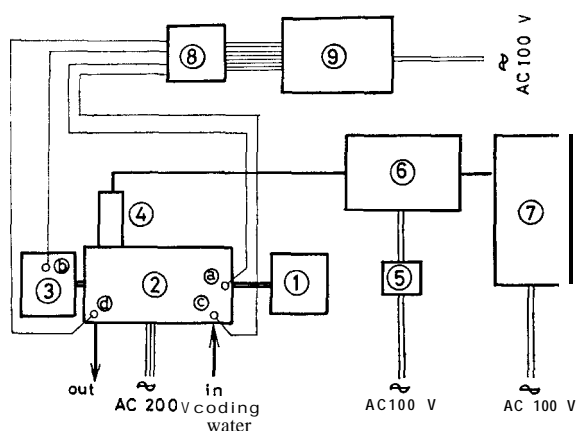 ⑧
⑨
AC 100 V
⑥
⑦
④
⑤
ⓑ
③
②
ⓐ
①
ⓓ
ⓒ
out
in
AC 200 V coding
water
AC100 V
AC 100 V